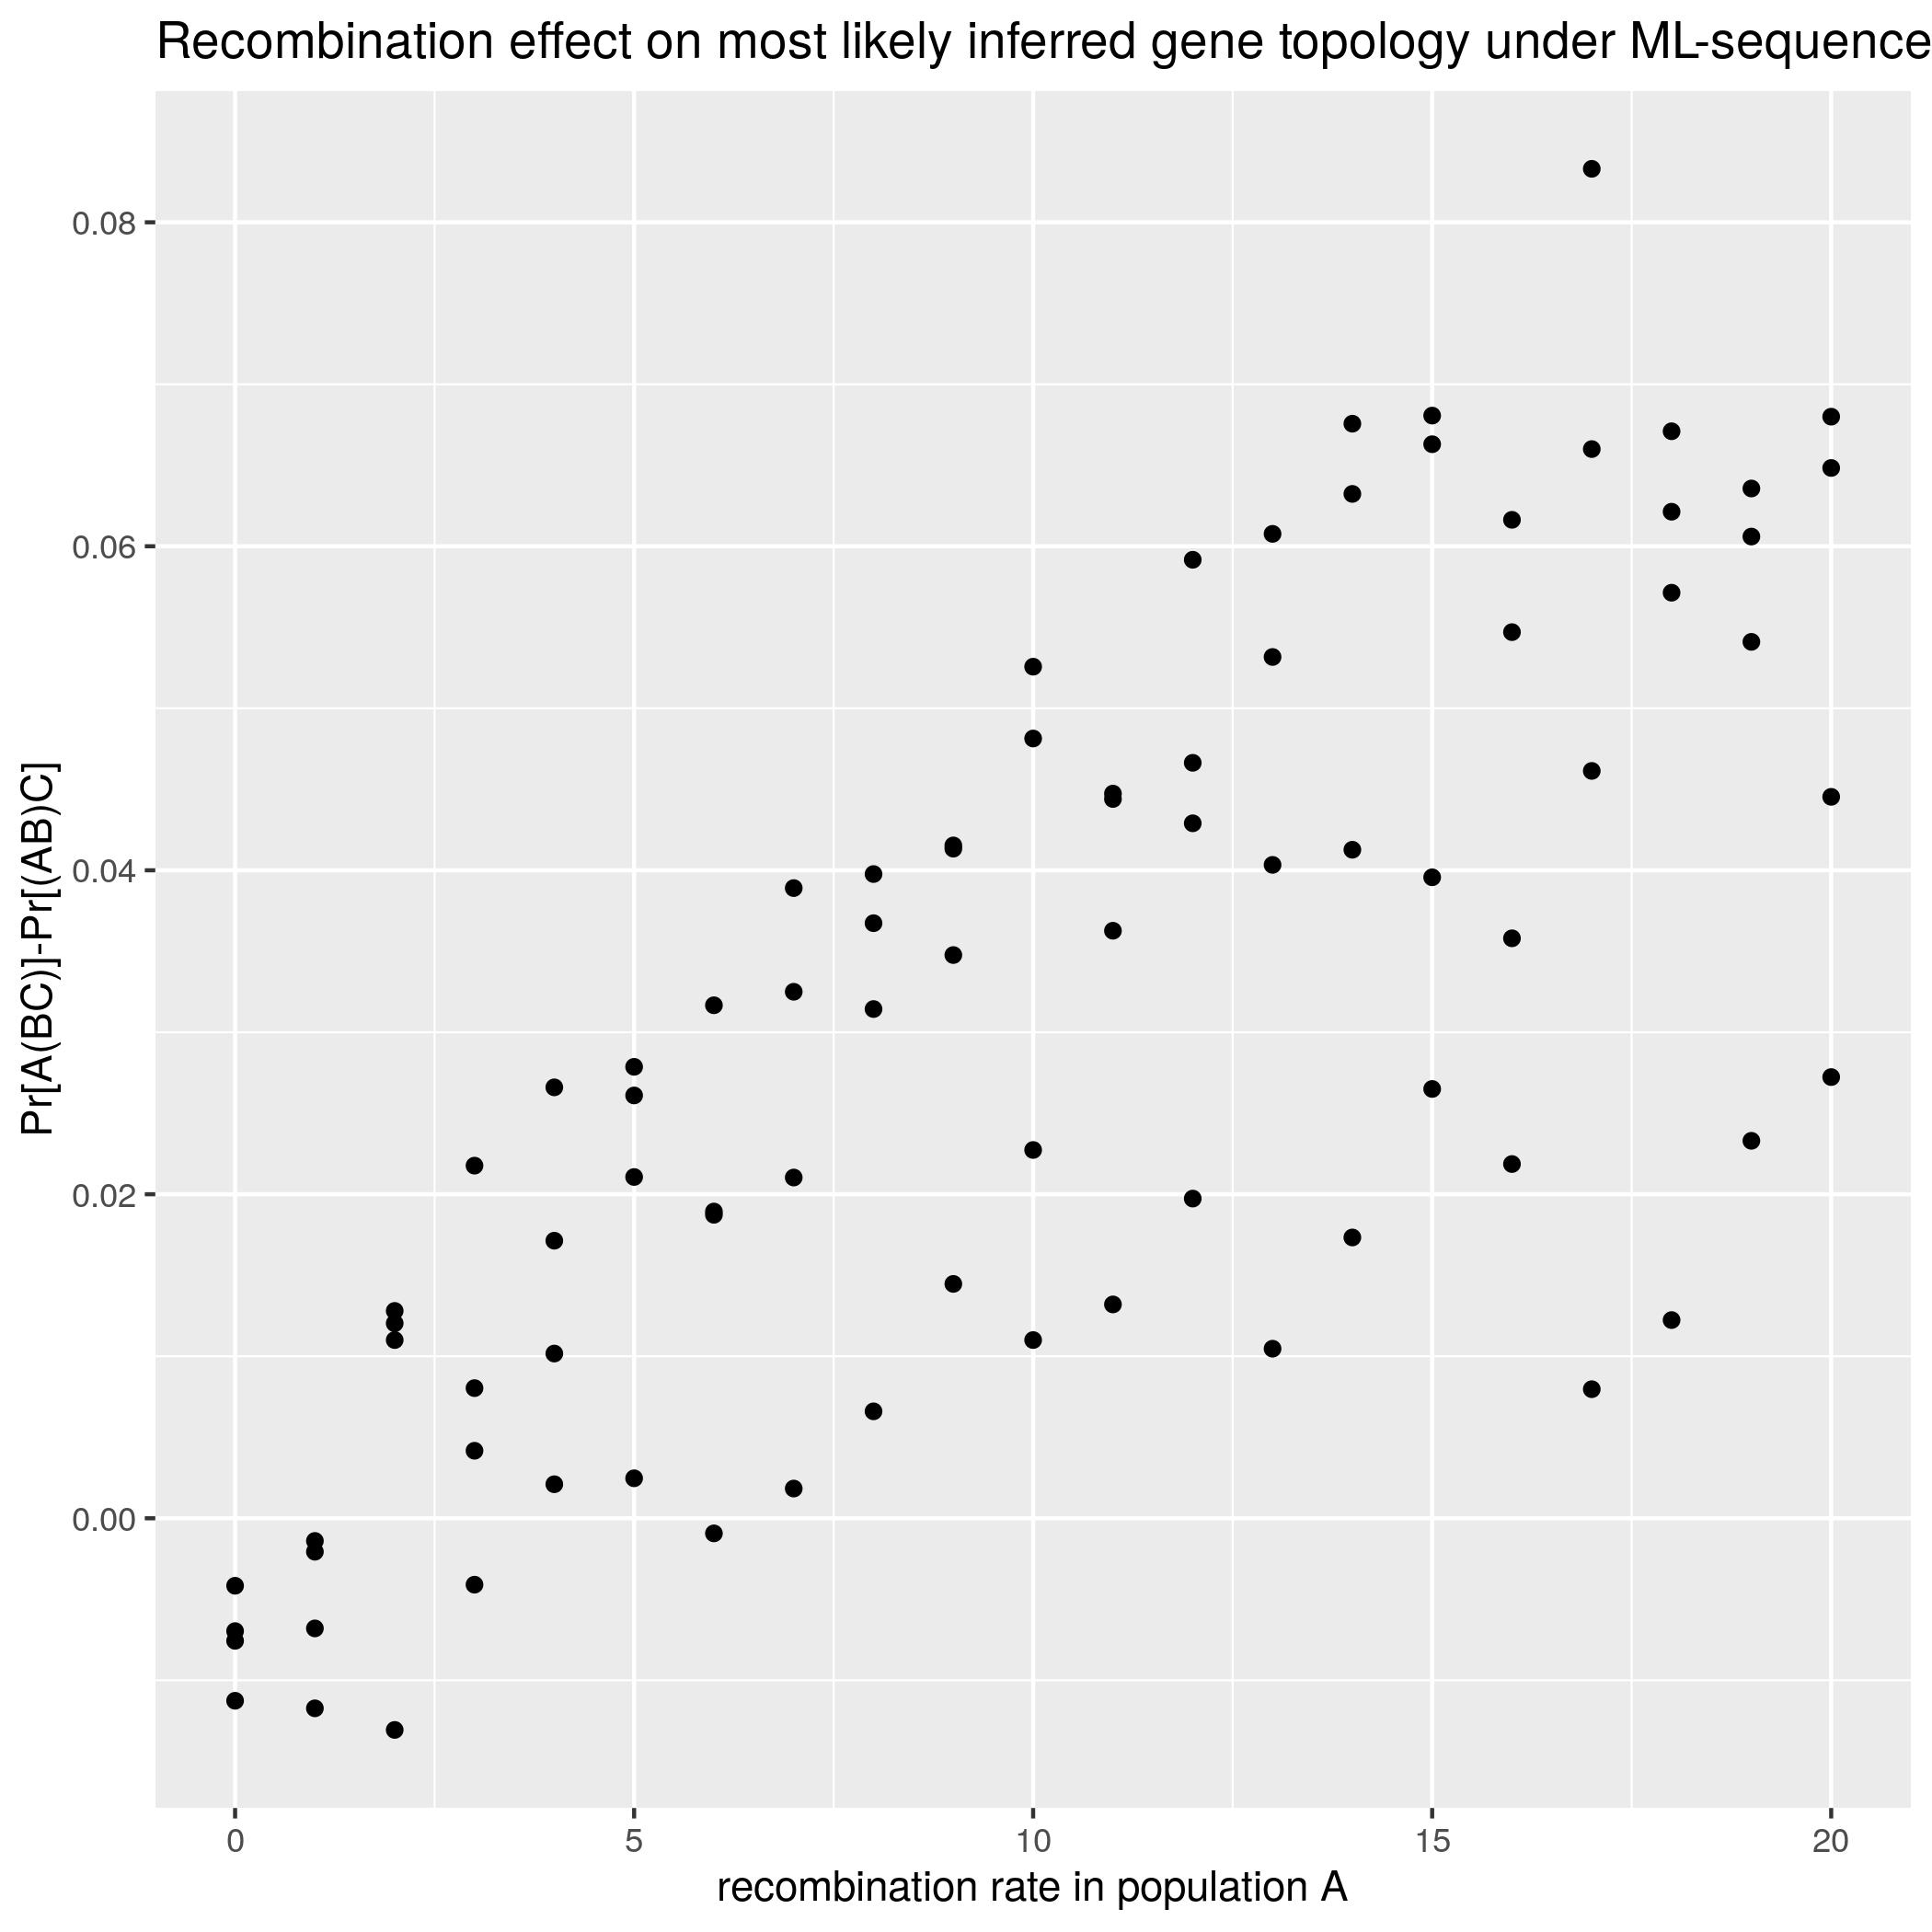 Recombination effect on most likely inferred gene topology under ML-sequence
0.08
0.06
0.04
0.02
0.00
Pr[A(BC)]-Pr[(AB)C]
0 5 10 15 20
recombination rate in population A